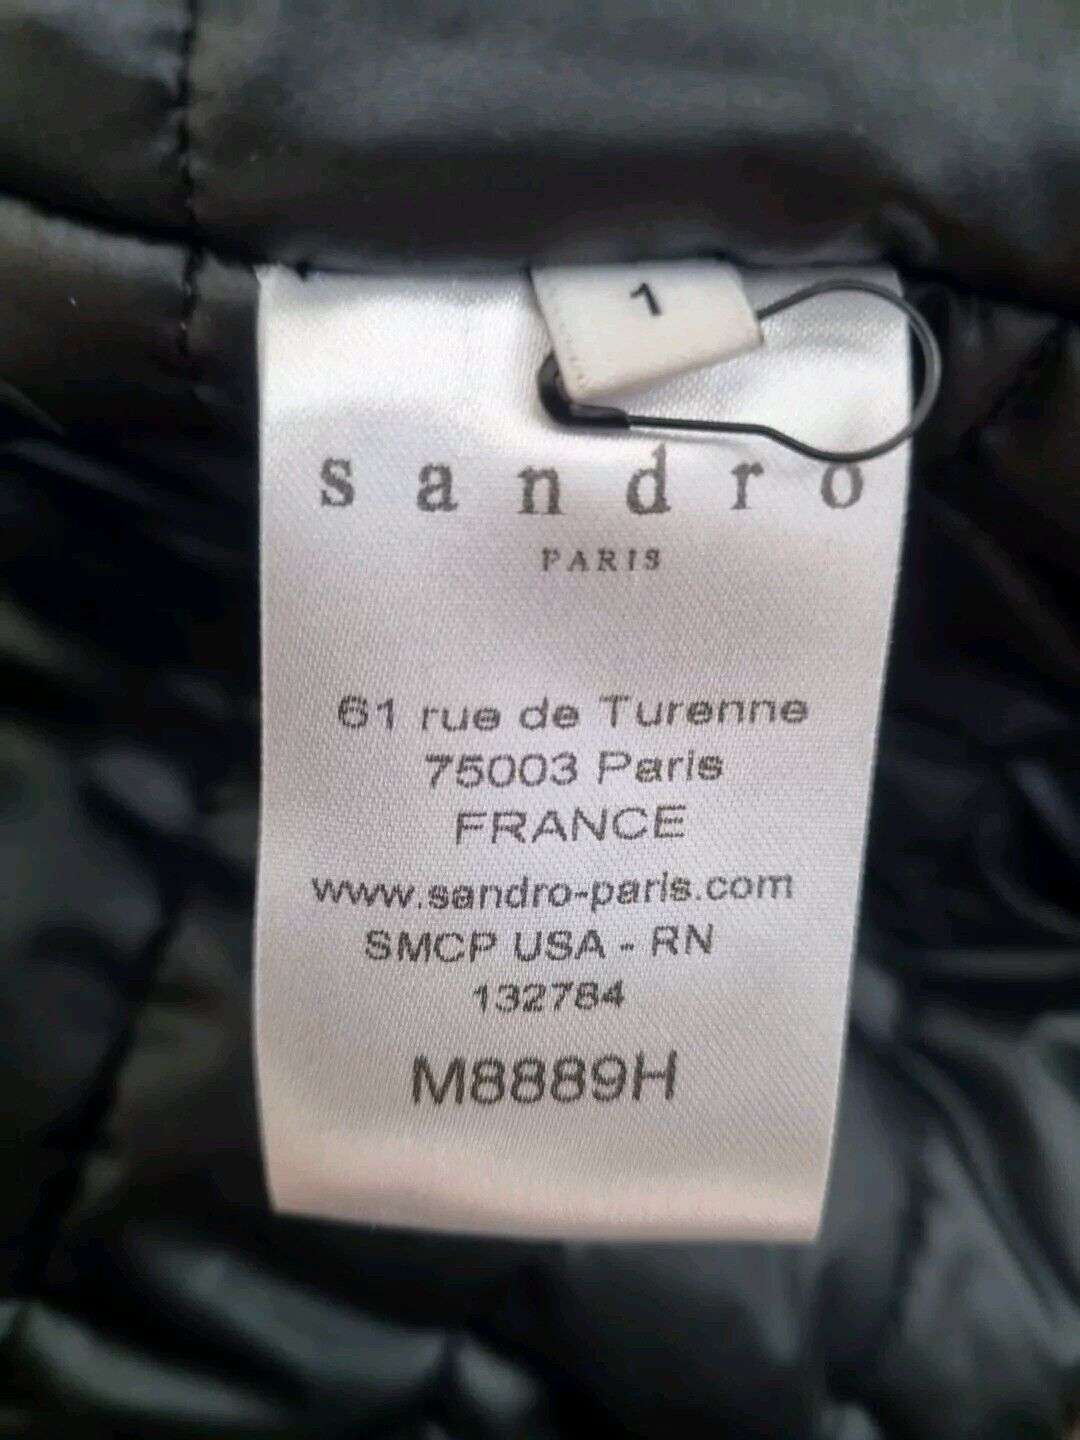 1
sandro
PARIS
61 rue de Turenne
75003 Paris
FRANCE
www.sandro-paris.com
SMCP USA - RN
132784
M8889H